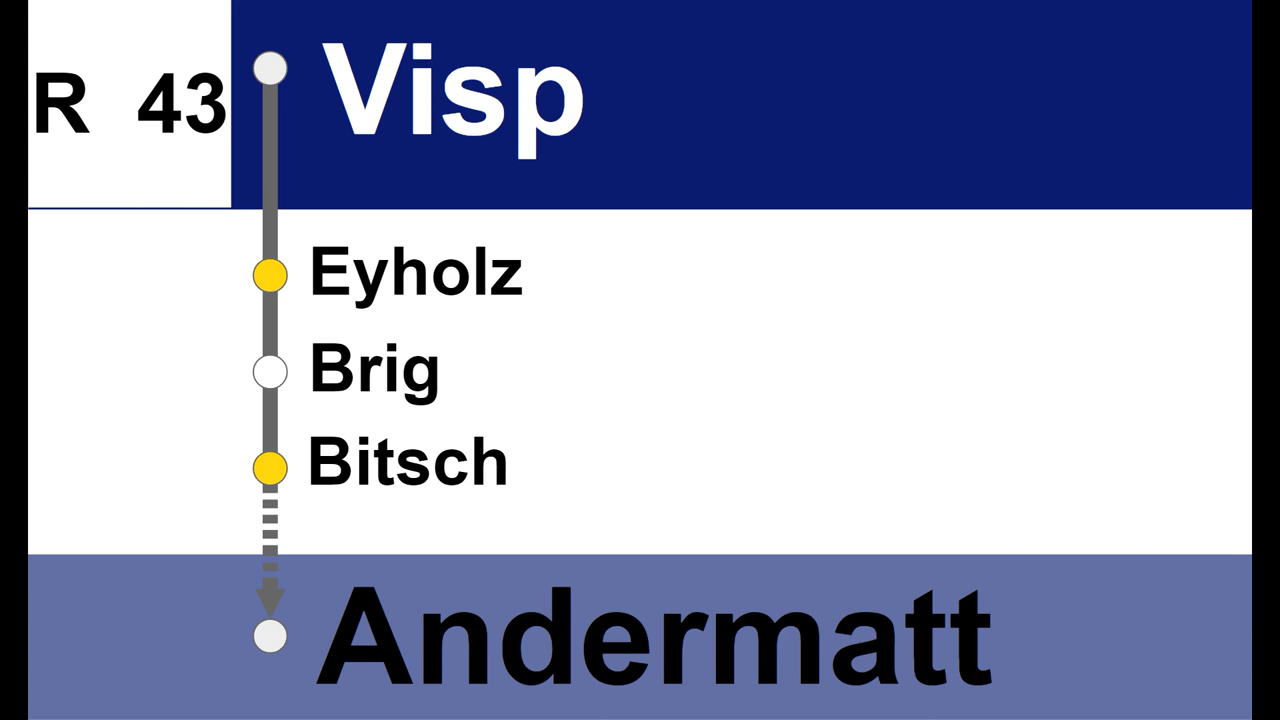 R 43
Visp
Eyholz
Brig
Bitsch
Andermatt